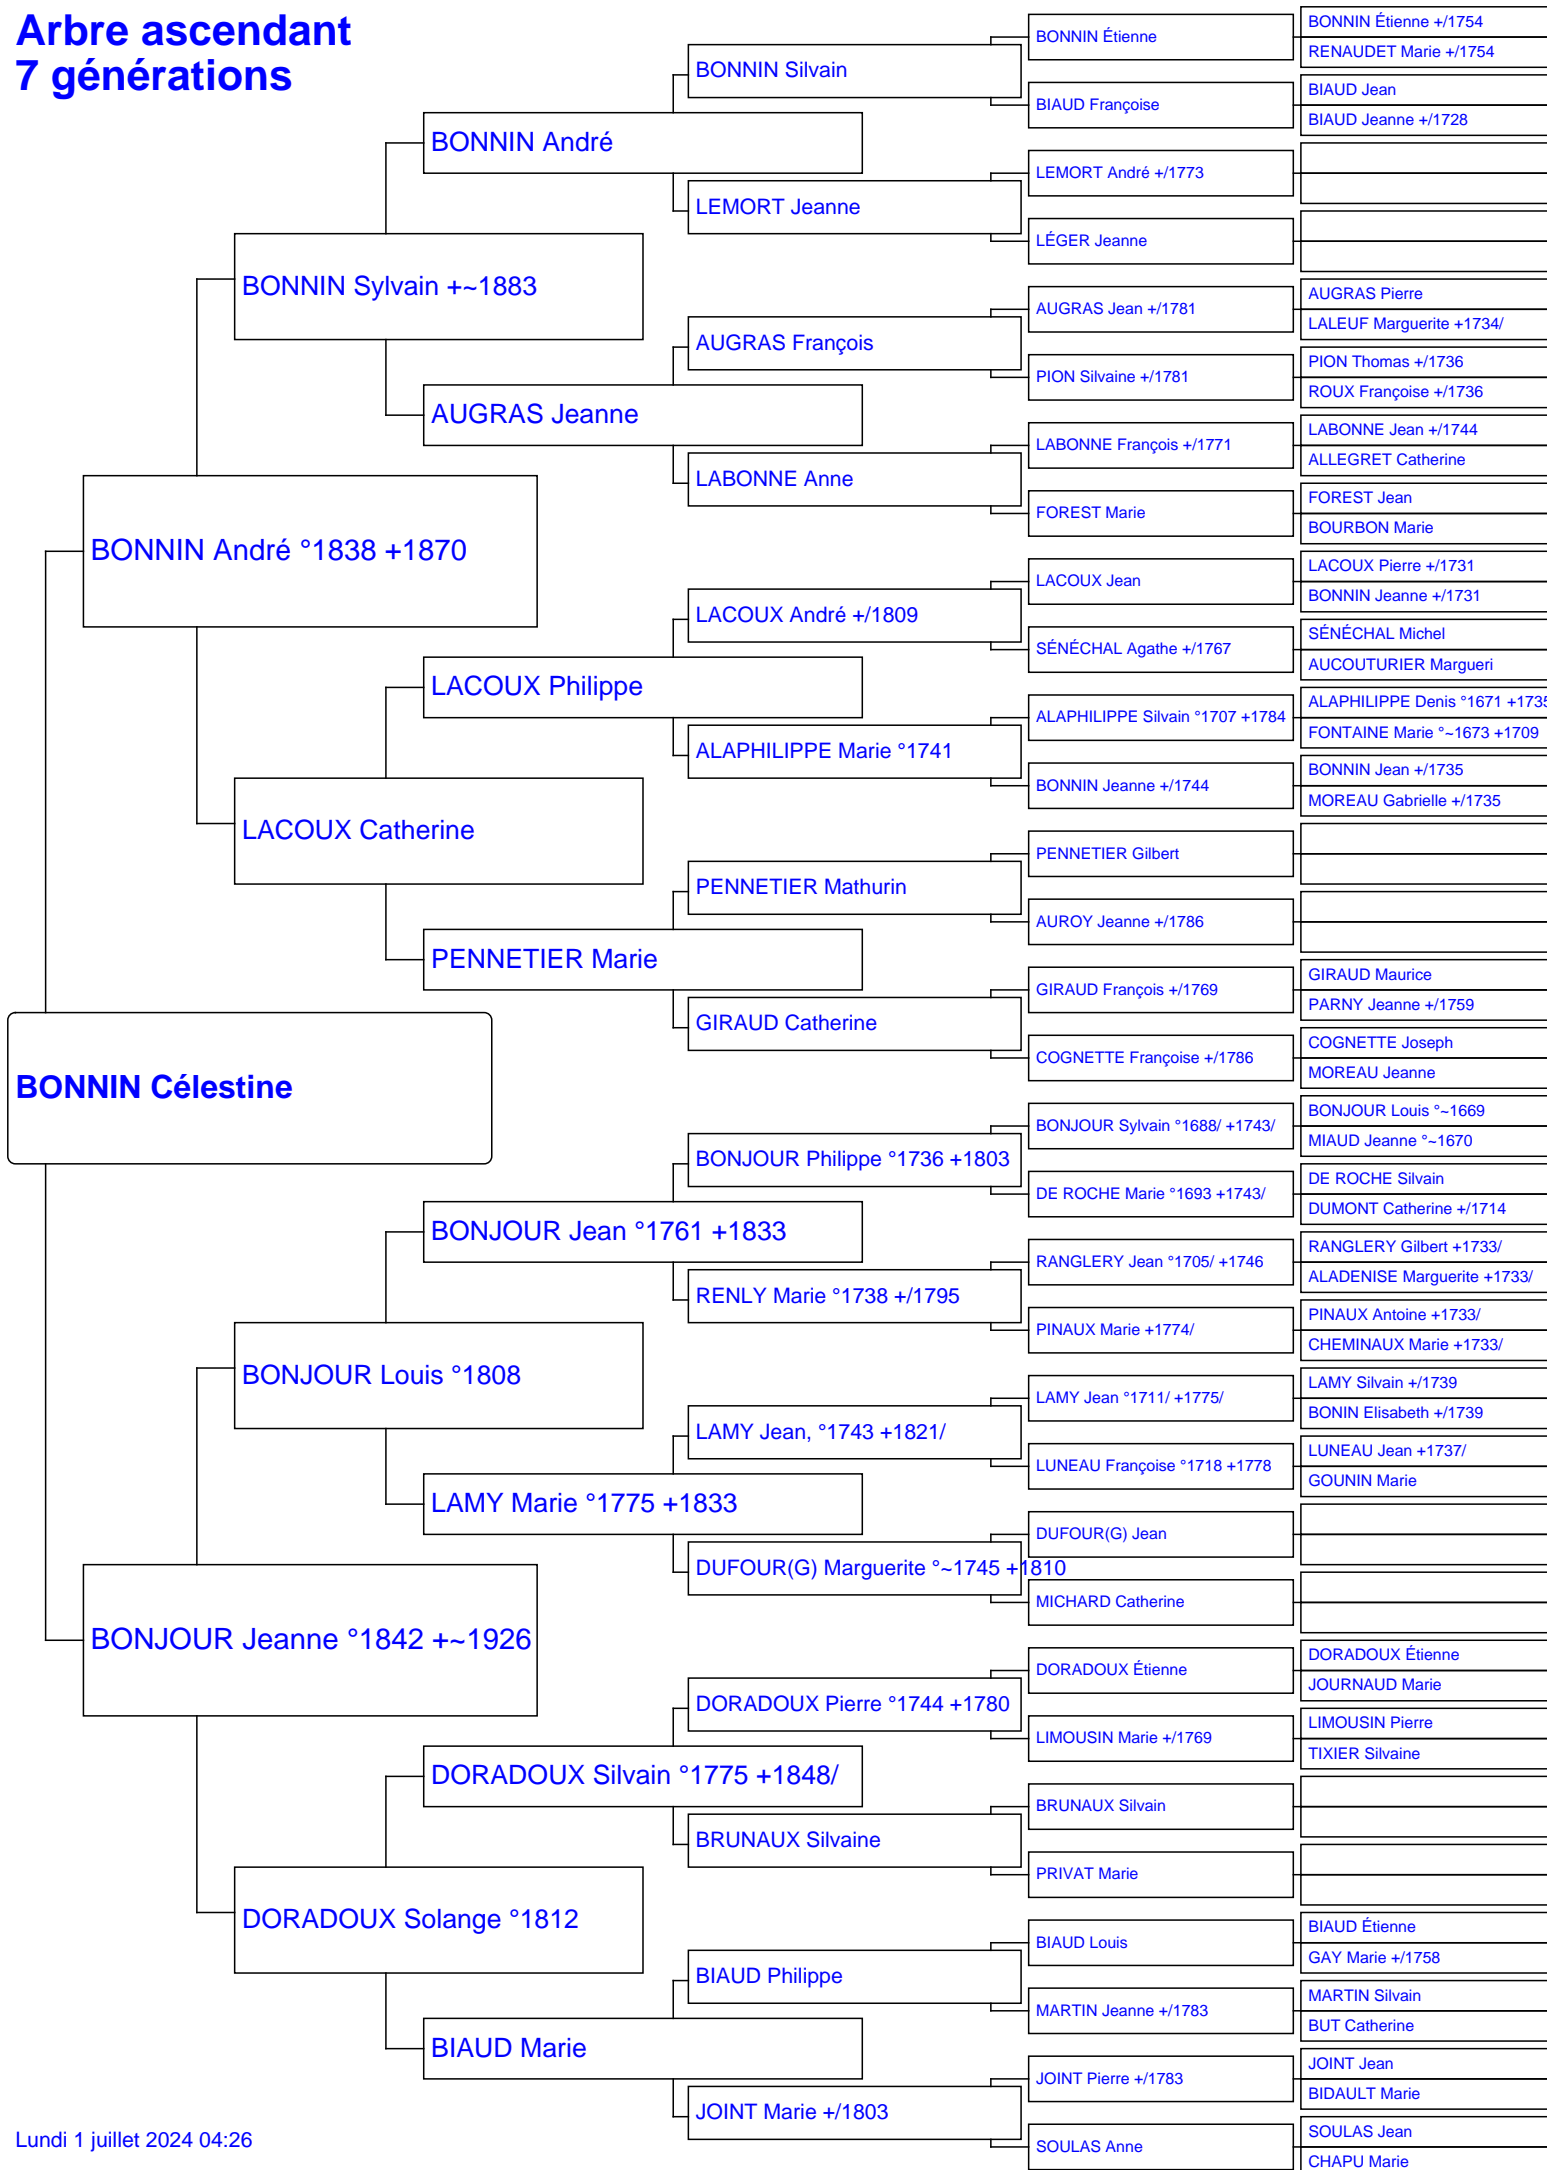 Arbre ascendant
7 générations
BONNIN Célestine
BONNIN André °1838 +1870
BONJOUR Jeanne °1842 +~1926
BONNIN Sylvain +~1883
LACOUX Catherine
BONJOUR Louis °1808
DORADOUX Solange °1812
BONNIN André
AUGRAS Jeanne
LACOUX Philippe
PENNETIER Marie
BONJOUR Jean °1761 +1833
LAMY Marie °1775 +1833
DORADOUX Silvain °1775 +1848/
BIAUD Marie
BONNIN Silvain
LEMORT Jeanne
AUGRAS François
LABONNE Anne
LACOUX André +/1809
ALAPHILIPPE Marie °1741
PENNETIER Mathurin
GIRAUD Catherine
BONJOUR Philippe °1736 +1803
RENLY Marie °1738 +/1795
LAMY Jean, °1743 +1821/
DUFOUR(G) Marguerite °~1745 +1810
DORADOUX Pierre °1744 +1780
BRUNAUX Silvaine
BIAUD Philippe
JOINT Marie +/1803
BONNIN Étienne
BIAUD Françoise
LEMORT André +/1773
LÉGER Jeanne
AUGRAS Jean +/1781
PION Silvaine +/1781
LABONNE François +/1771
FOREST Marie
LACOUX Jean
SÉNÉCHAL Agathe +/1767
ALAPHILIPPE Silvain °1707 +1784
BONNIN Jeanne +/1744
PENNETIER Gilbert
AUROY Jeanne +/1786
GIRAUD François +/1769
COGNETTE Françoise +/1786
BONJOUR Sylvain °1688/ +1743/
DE ROCHE Marie °1693 +1743/
RANGLERY Jean °1705/ +1746
PINAUX Marie +1774/
LAMY Jean °1711/ +1775/
LUNEAU Françoise °1718 +1778
DUFOUR(G) Jean
MICHARD Catherine
DORADOUX Étienne
LIMOUSIN Marie +/1769
BRUNAUX Silvain
PRIVAT Marie
BIAUD Louis
MARTIN Jeanne +/1783
JOINT Pierre +/1783
SOULAS Anne
BONNIN Étienne +/1754
RENAUDET Marie +/1754
BIAUD Jean
BIAUD Jeanne +/1728
AUGRAS Pierre
LALEUF Marguerite +1734/
PION Thomas +/1736
ROUX Françoise +/1736
LABONNE Jean +/1744
ALLEGRET Catherine
FOREST Jean
BOURBON Marie
LACOUX Pierre +/1731
BONNIN Jeanne +/1731
SÉNÉCHAL Michel
AUCOUTURIER Margueri
ALAPHILIPPE Denis °1671 +1735
FONTAINE Marie °~1673 +1709
BONNIN Jean +/1735
MOREAU Gabrielle +/1735
GIRAUD Maurice
PARNY Jeanne +/1759
COGNETTE Joseph
MOREAU Jeanne
BONJOUR Louis °~1669
MIAUD Jeanne °~1670
DE ROCHE Silvain
DUMONT Catherine +/1714
RANGLERY Gilbert +1733/
ALADENISE Marguerite +1733/
PINAUX Antoine +1733/
CHEMINAUX Marie +1733/
LAMY Silvain +/1739
BONIN Elisabeth +/1739
LUNEAU Jean +1737/
GOUNIN Marie
DORADOUX Étienne
JOURNAUD Marie
LIMOUSIN Pierre
TIXIER Silvaine
BIAUD Étienne
GAY Marie +/1758
MARTIN Silvain
BUT Catherine
JOINT Jean
BIDAULT Marie
SOULAS Jean
CHAPU Marie
Lundi 1 juillet 2024 04:26